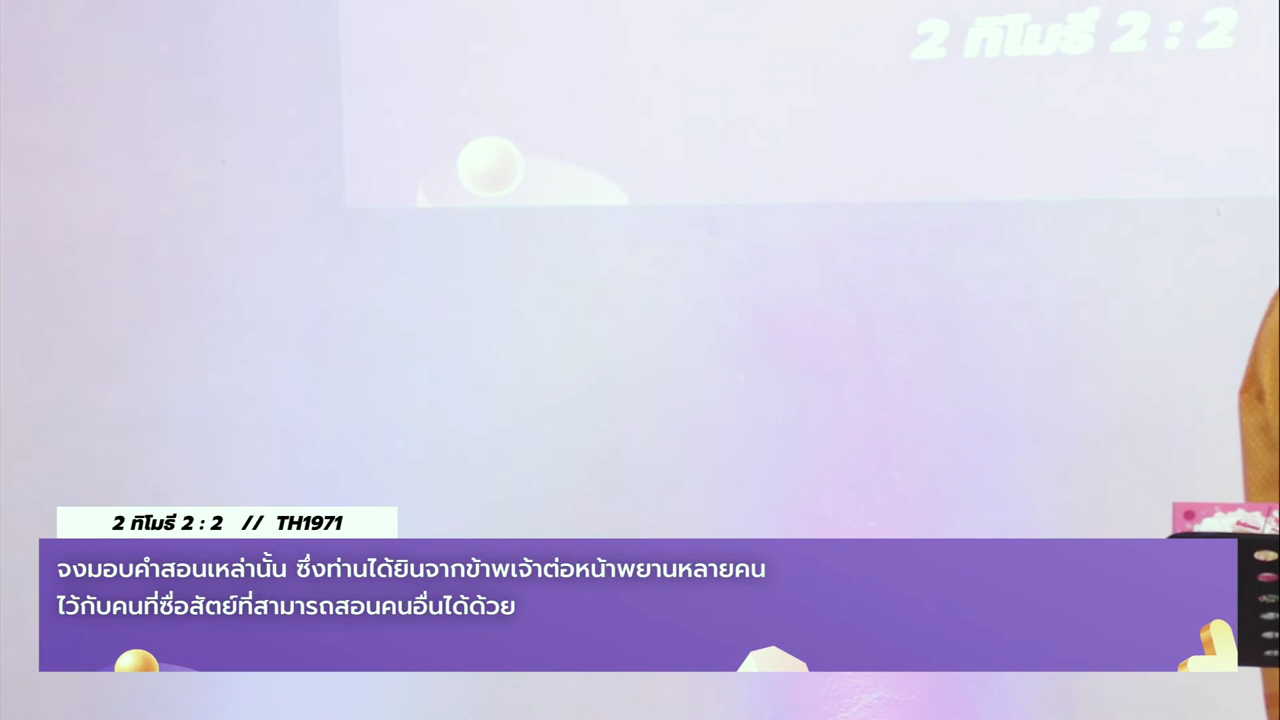 2 ทิโมธี 2 : 2
2 ทิโมธี 2 : 2 // TH1971
จงมอบคำสอนเหล่านั้น ซึ่งท่านได้ยินจากข้าพเจ้าต่อหน้าพยานหลายคน
ไว้กับคนที่ซื่อสัตย์ที่สามารถสอนคนอื่นได้ด้วย